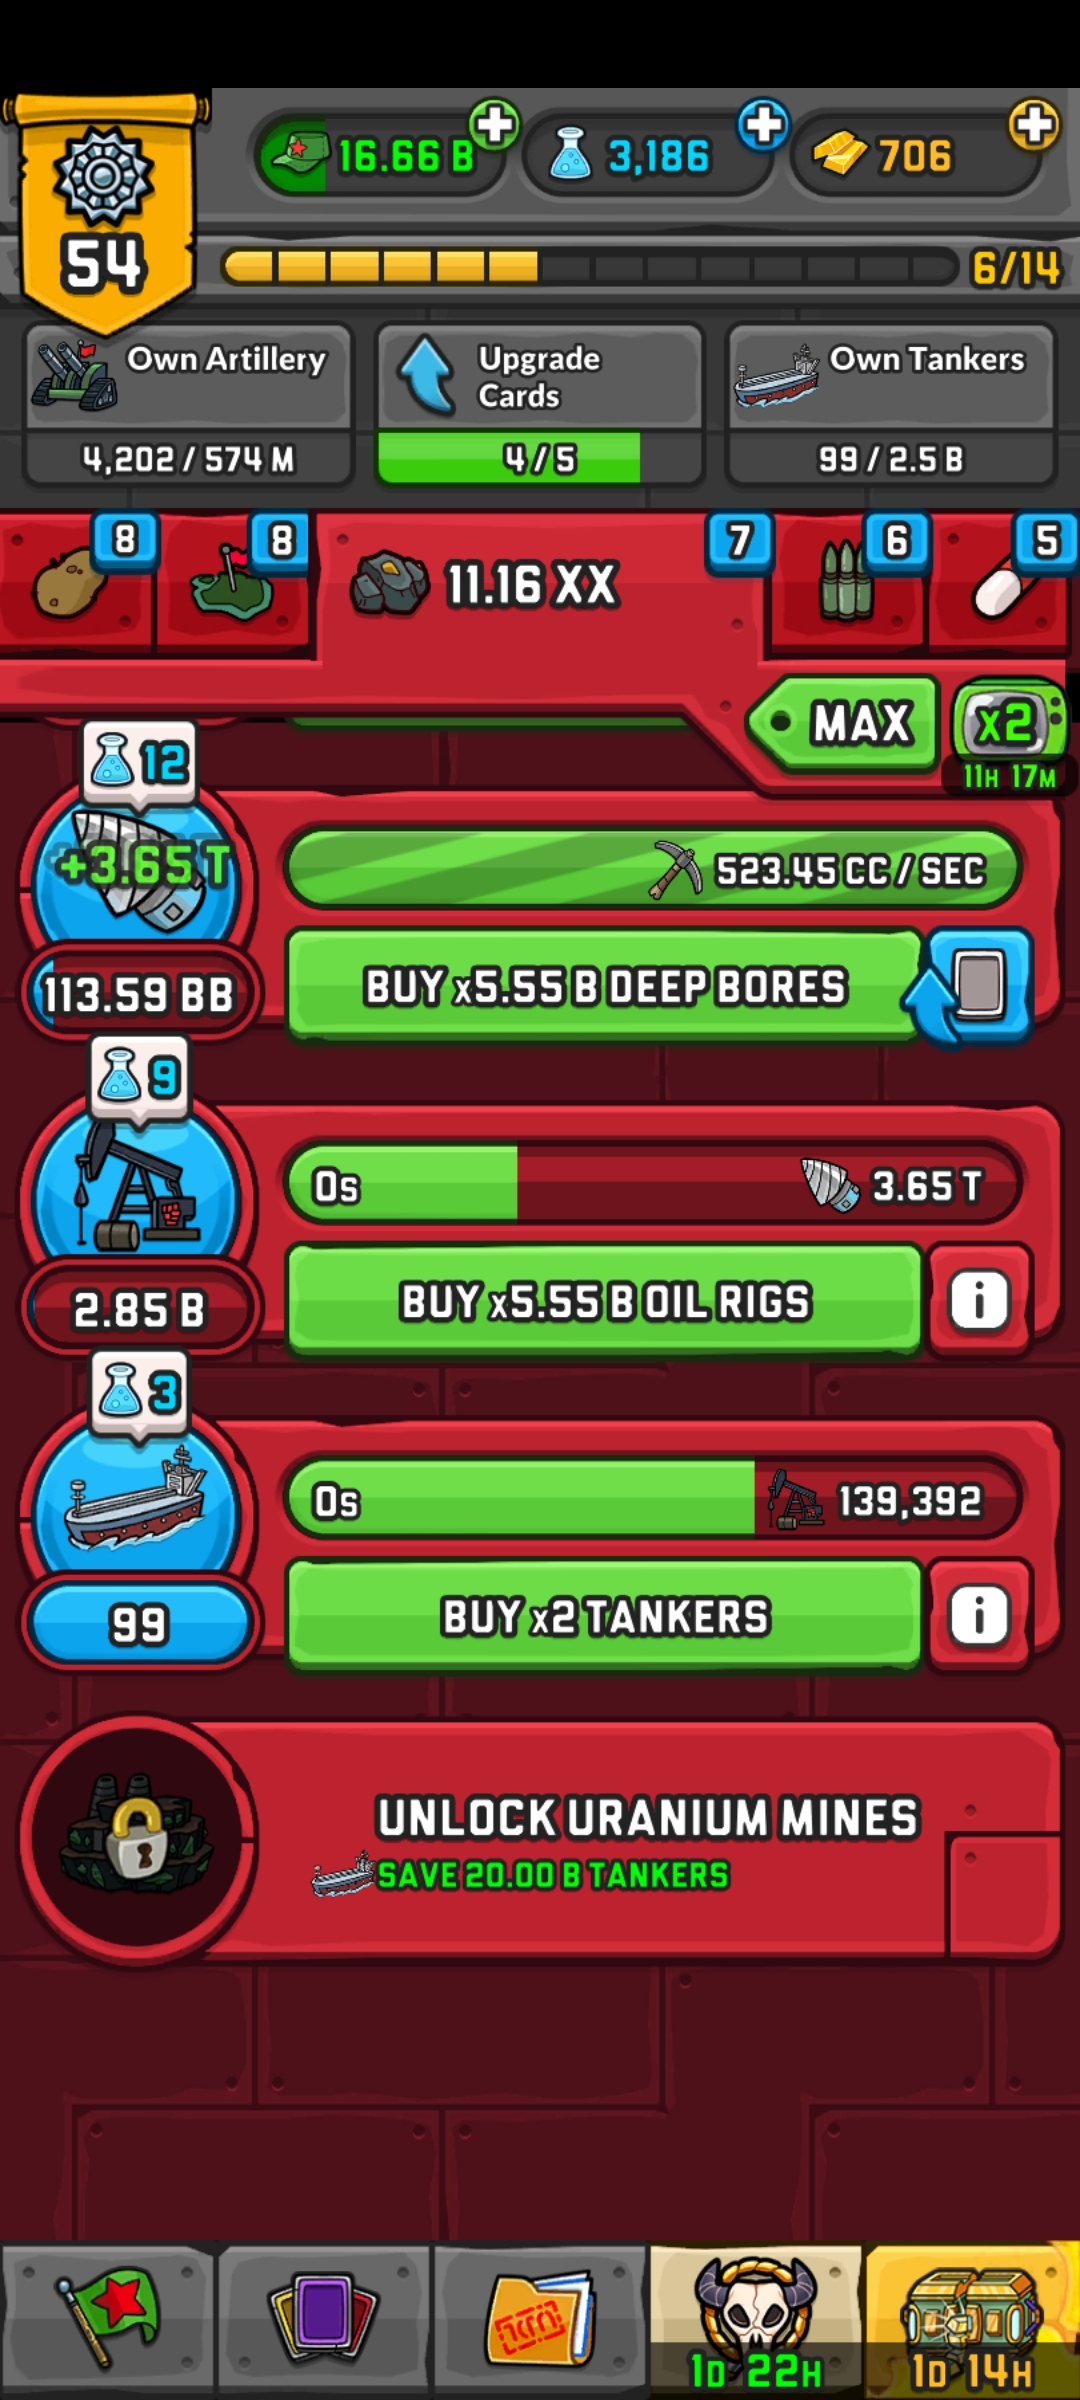 16.66 B
3,186
706
54
6/14
Own Artillery
4,202 / 574 M
Upgrade
Cards
4 / 5
Own Tankers
99 / 2.5 B
8
8
11.16 XX
7
6
5
MAX
x2
11H 17M
12
+3.65 T
523.45 CC / SEC
113.59 BB
BUY x5.55 B DEEP BORES
9
0s
3.65 T
2.85 B
BUY x5.55 B OIL RIGS
i
3
0s
139,392
99
BUY x2 TANKERS
i
UNLOCK URANIUM MINES
SAVE 20.00 B TANKERS
1D 22H
1D 14H